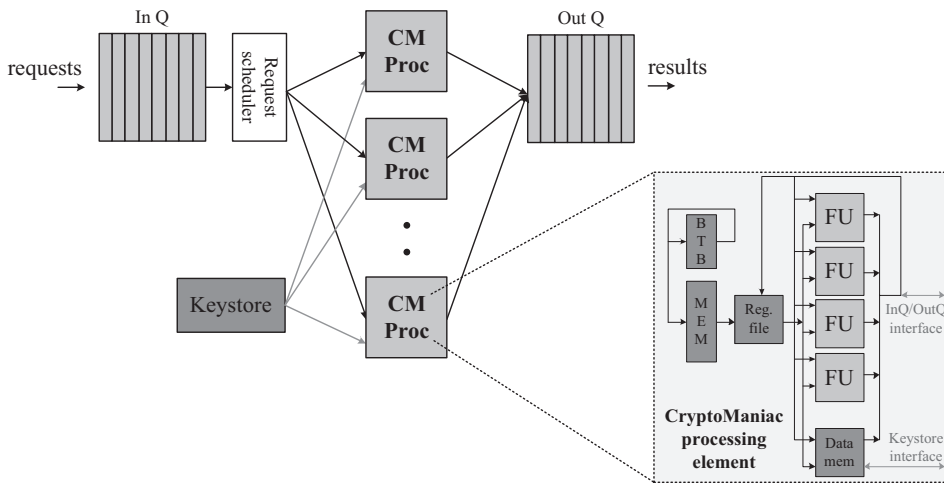 In Q
Out Q
requests
Request
scheduler
CM
Proc
results
CM
Proc
CM
Proc
Keystore
B
T
B
M
E
M
Reg.
file
FU
FU
FU
FU
InQ/OutQ
interface
Data
mem
Keystore
interface
CryptoManiac
processing
element